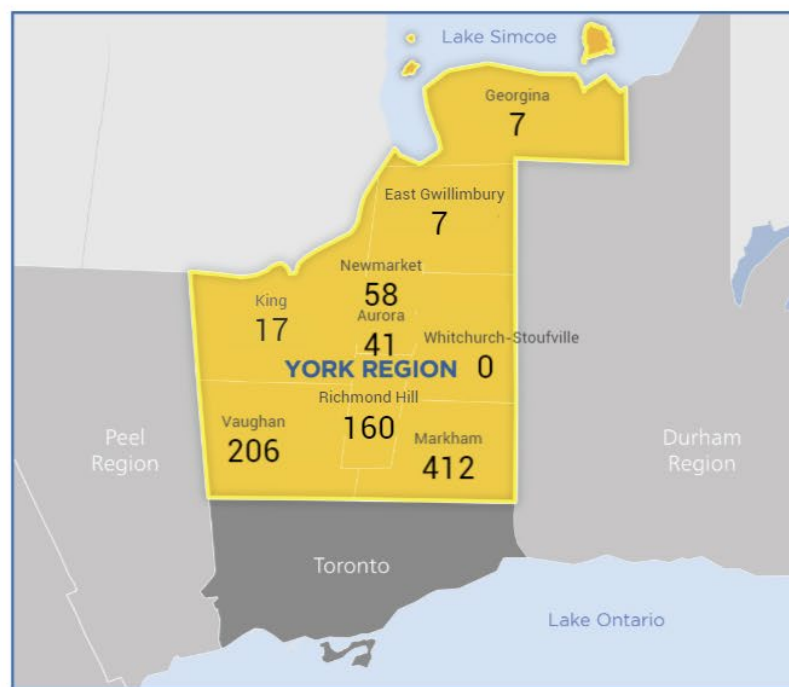 Lake Simcoe
Georgina
7
East Gwillimbury
7
Newmarket
58
King
17
Aurora
41
Whitchurch-Stoufville
0
YORK REGION
Richmond Hill
160
Vaughan
206
Markham
412
Peel
Region
Durham
Region
Toronto
Lake Ontario